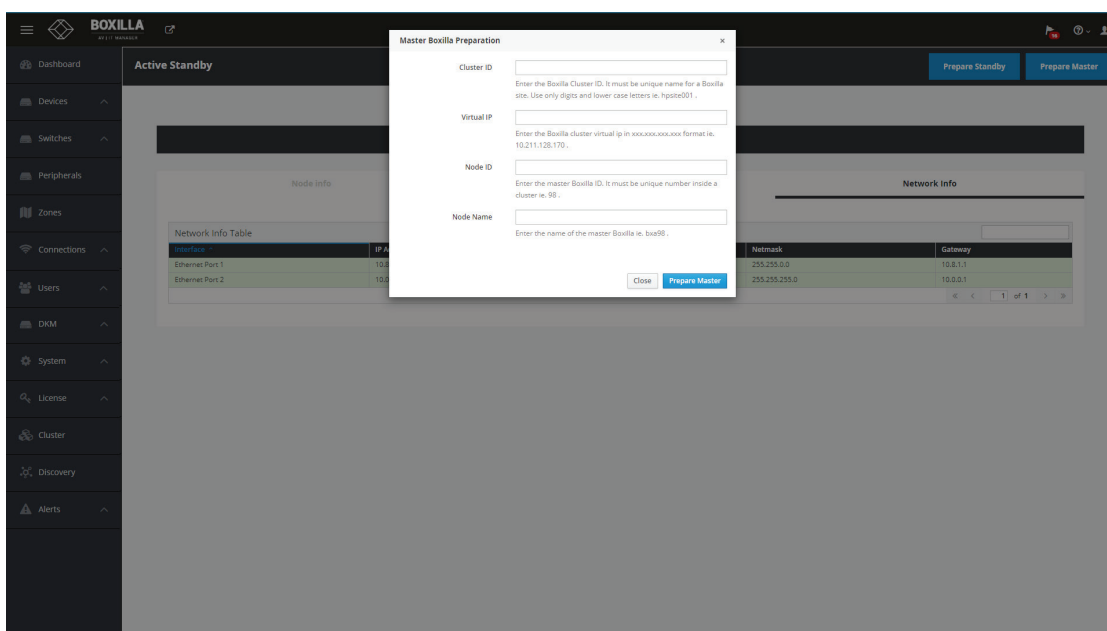 BOXILLA
AV / IT MANAGER
Master Boxilla Preparation
×
Dashboard
Active Standby
Prepare Standby
Prepare Master
Cluster ID
Enter the Boxilla Cluster ID. It must be unique name for a Boxilla
site. Use only digits and lower case letters ie. hpsite001 .
Devices
Virtual IP
Enter the Boxilla cluster virtual ip in xxx.xxx.xxx.xxx format ie.
10.211.128.170 .
Switches
Node ID
Enter the master Boxilla ID. It must be unique number inside a
cluster ie. 98 .
Peripherals
Node Info
Network Info
Zones
Node Name
Enter the name of the master Boxilla ie. bxa98 .
Network Info Table
Connections
Interface
IP A
Netmask
Gateway
Ethernet Port 1
255.255.0.0
10.8.1.1
Ethernet Port 2
255.255.255.0
10.0.0.1
Users
Close
Prepare Master
1 of 1
DKM
System
License
Cluster
Discovery
Alerts